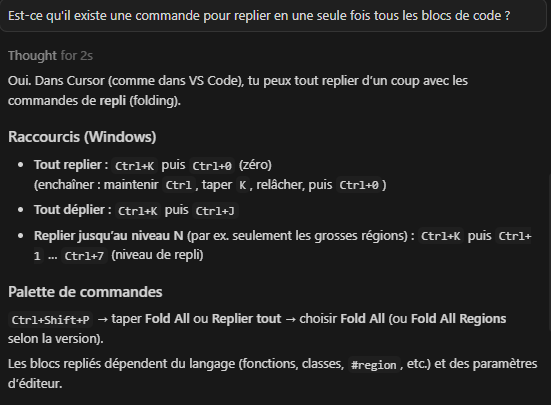 Est-ce qu'il existe une commande pour replier en une seule fois tous les blocs de code ?
Thought for 2s
Oui. Dans Cursor (comme dans VS Code), tu peux tout replier d’un coup avec les
commandes de repli (folding).
Raccourcis (Windows)
• Tout replier : Ctrl+K puis Ctrl+0 (zéro)
(enchaîner : maintenir Ctrl , taper K , relâcher, puis Ctrl+0 )
• Tout déplier : Ctrl+K puis Ctrl+J
• Replier jusqu’au niveau N (par ex. seulement les grosses régions) : Ctrl+K puis Ctrl+
1 … Ctrl+7 (niveau de repli)
Palette de commandes
Ctrl+Shift+P → taper Fold All ou Replier tout → choisir Fold All (ou Fold All Regions
selon la version).
Les blocs repliés dépendent du langage (fonctions, classes, #region , etc.) et des paramètres
d’éditeur.